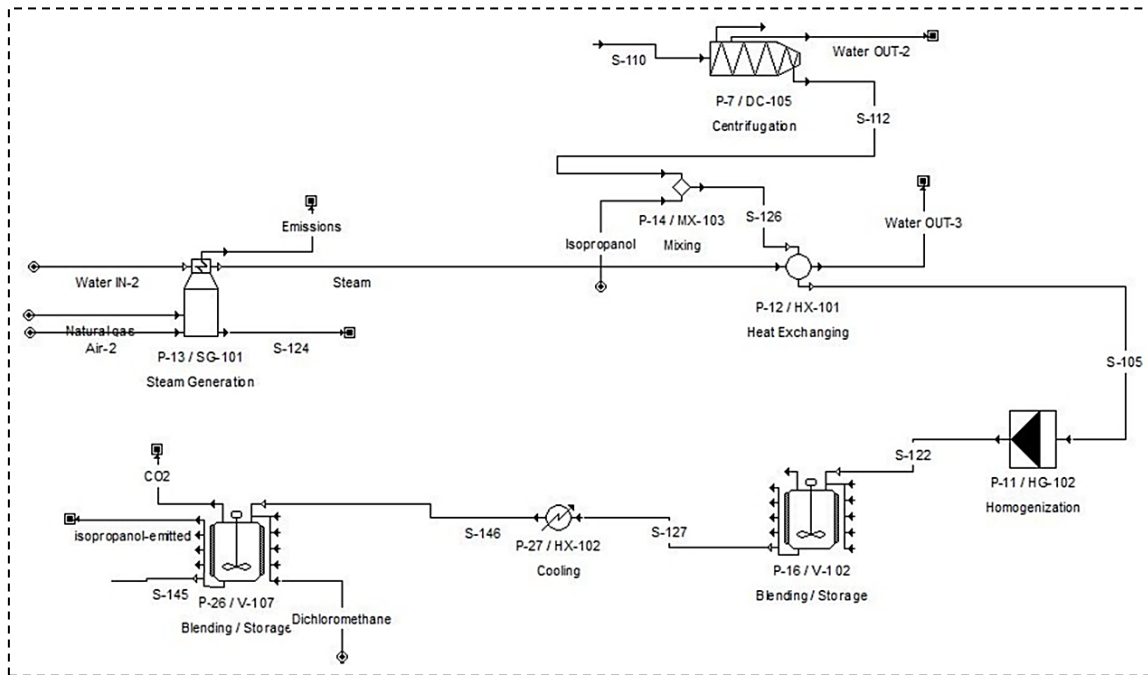 S-110
Water OUT-2
P-7 / DC-105
Centrifugation
S-112
P-14 / MX-103
Mixing
S-126
Isopropanol
Water OUT-3
Emissions
Water IN-2
Steam
Natural gas
Air-2
S-124
P-13 / SG-101
Steam Generation
P-12 / HX-101
Heat Exchanging
S-105
P-11 / HG-102
Homogenization
S-122
P-16 / V-102
Blending / Storage
S-127
P-27 / HX-102
Cooling
S-146
CO2
isopropanol-emitted
S-145
P-26 / V-107
Blending / Storage
Dichloromethane